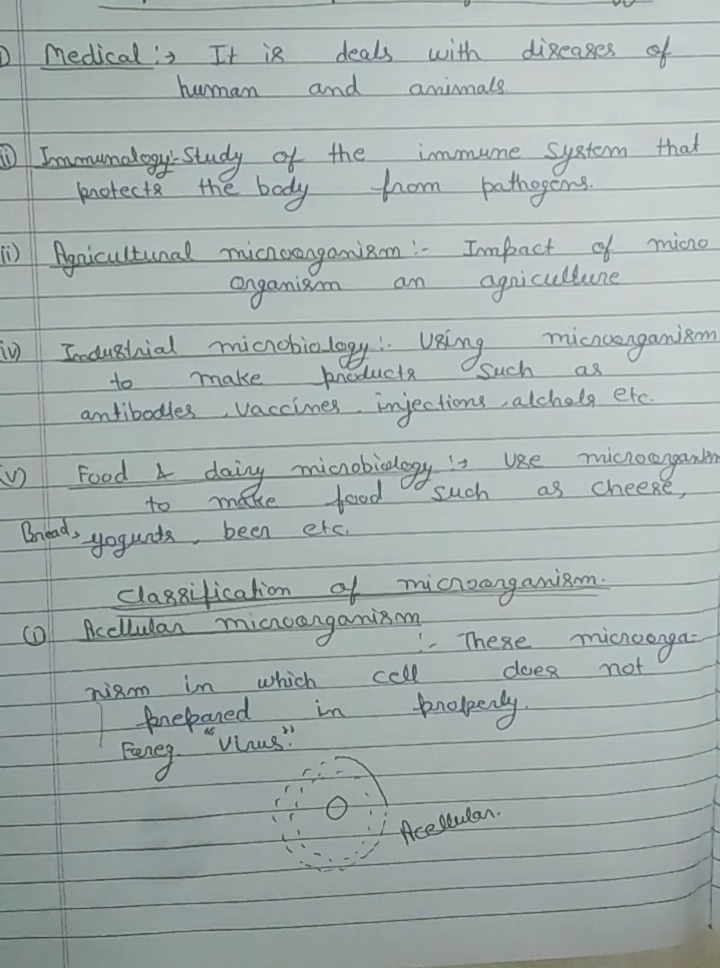 i) Medical :→ It is deals with diseases of
human and animals
ii) Immunology:- Study of the immune system that
protects the body from pathogens.
ii) Agricultural microorganism :- Impact of micro
organism an agriculture
iv) Industrial microbiology :- Using microorganism
to make products such as
antibodies, vaccines, injections, alchols etc.
v) Food & dairy microbiology :→ Use microorganism
to make food such as cheese,
Bread, yogurts, beer etc.
Classification of microorganism.
(i) Acellular microorganism
:- These microorga-
nism in which cell does not
prepared in properly.
Foreg. "Virus".
Acellular.